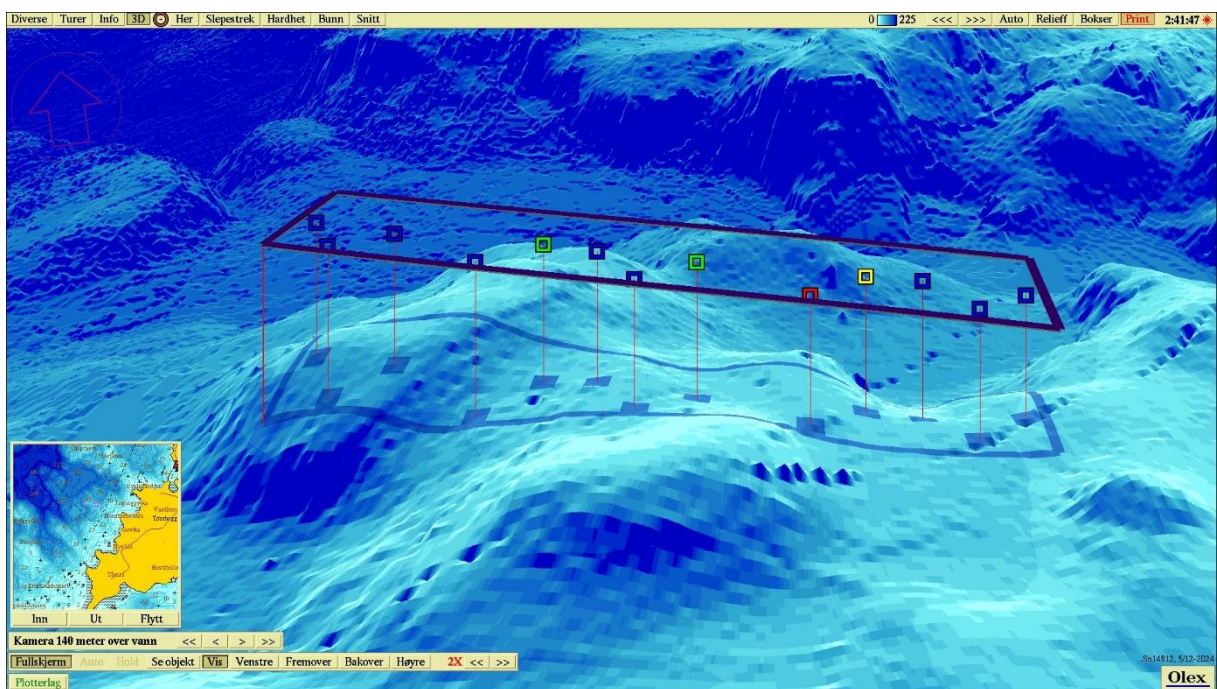 Diverse Turer Info 3D Her Slepestrek Hardhet Bunn Snitt 0 225 <<< >>> Auto Relieff Bokser Print 2:41:47
Inn Ut Flytt
Kamera 140 meter over vann << < > >>
Fullskjerm Auto Hold Se objekt Vis Venstre Fremover Bakover Høyre 2X << >>
Sn14812, 5/12-2024
Plotterlag
Olex